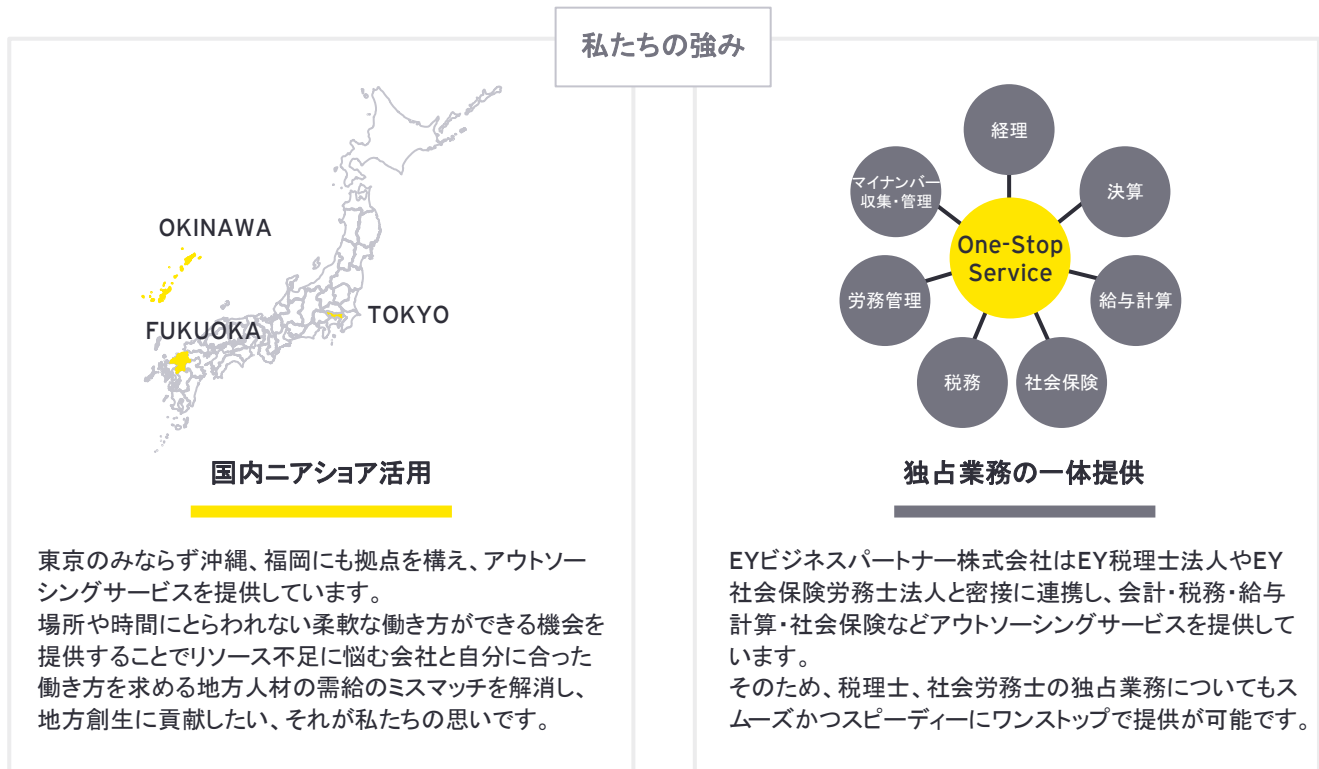 私たちの強み
OKINAWA
FUKUOKA
TOKYO
国内ニアショア活用
東京のみならず沖縄、福岡にも拠点を構え、アウトソー
シングサービスを提供しています。
場所や時間にとらわれない柔軟な働き方ができる機会を
提供することでリソース不足に悩む会社と自分に合った
働き方を求める地方人材の需給のミスマッチを解消し、
地方創生に貢献したい、それが私たちの思いです。
経理
マイナンバー
収集・管理
決算
One-Stop
Service
労務管理
給与計算
税務
社会保険
独占業務の一体提供
EYビジネスパートナー株式会社はEY税理士法人やEY
社会保険労務士法人と密接に連携し、会計・税務・給与
計算・社会保険などアウトソーシングサービスを提供して
います。
そのため、税理士、社会労務士の独占業務についてもス
ムーズかつスピーディーにワンストップで提供が可能です。